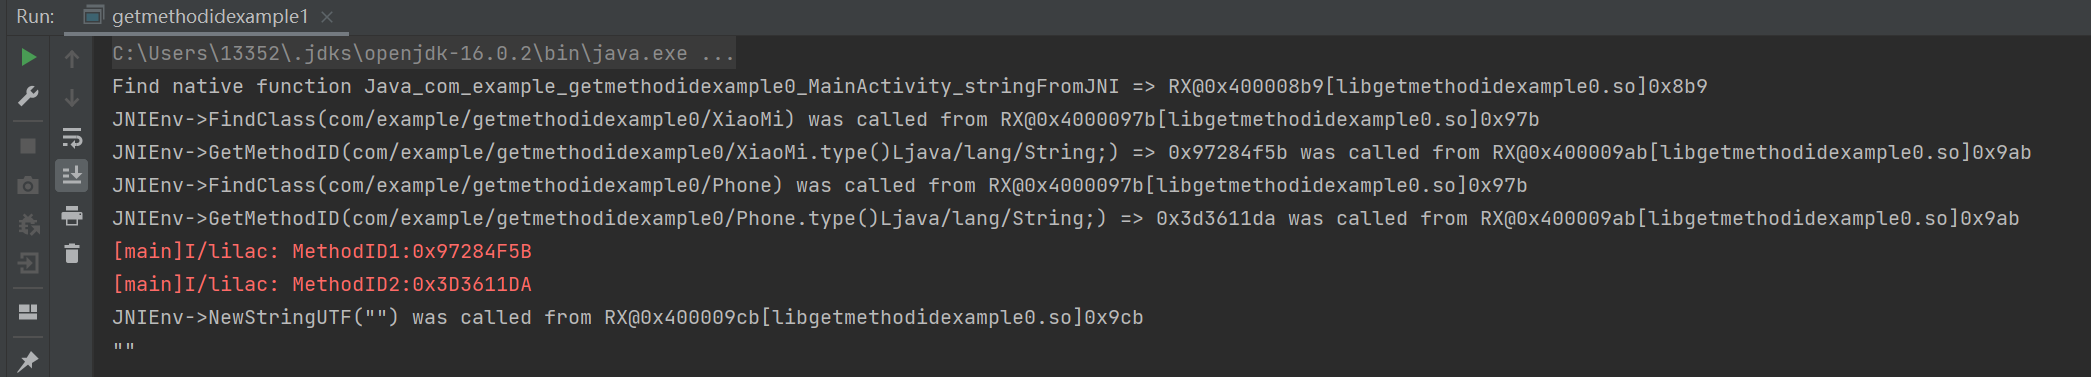 Run: getmethodidexample1
C:\Users\13352\.jdks\openjdk-16.0.2\bin\java.exe ...
Find native function Java_com_example_getmethodidexample0_MainActivity_stringFromJNI => RX@0x400008b9[libgetmethodidexample0.so]0x8b9
JNIEnv->FindClass(com/example/getmethodidexample0/XiaoMi) was called from RX@0x4000097b[libgetmethodidexample0.so]0x97b
JNIEnv->GetMethodID(com/example/getmethodidexample0/XiaoMi.type()Ljava/lang/String;) => 0x97284f5b was called from RX@0x400009ab[libgetmethodidexample0.so]0x9ab
JNIEnv->FindClass(com/example/getmethodidexample0/Phone) was called from RX@0x4000097b[libgetmethodidexample0.so]0x97b
JNIEnv->GetMethodID(com/example/getmethodidexample0/Phone.type()Ljava/lang/String;) => 0x3d3611da was called from RX@0x400009ab[libgetmethodidexample0.so]0x9ab
[main]I/lilac: MethodID1:0x97284F5B
[main]I/lilac: MethodID2:0x3D3611DA
JNIEnv->NewStringUTF("") was called from RX@0x400009cb[libgetmethodidexample0.so]0x9cb
""